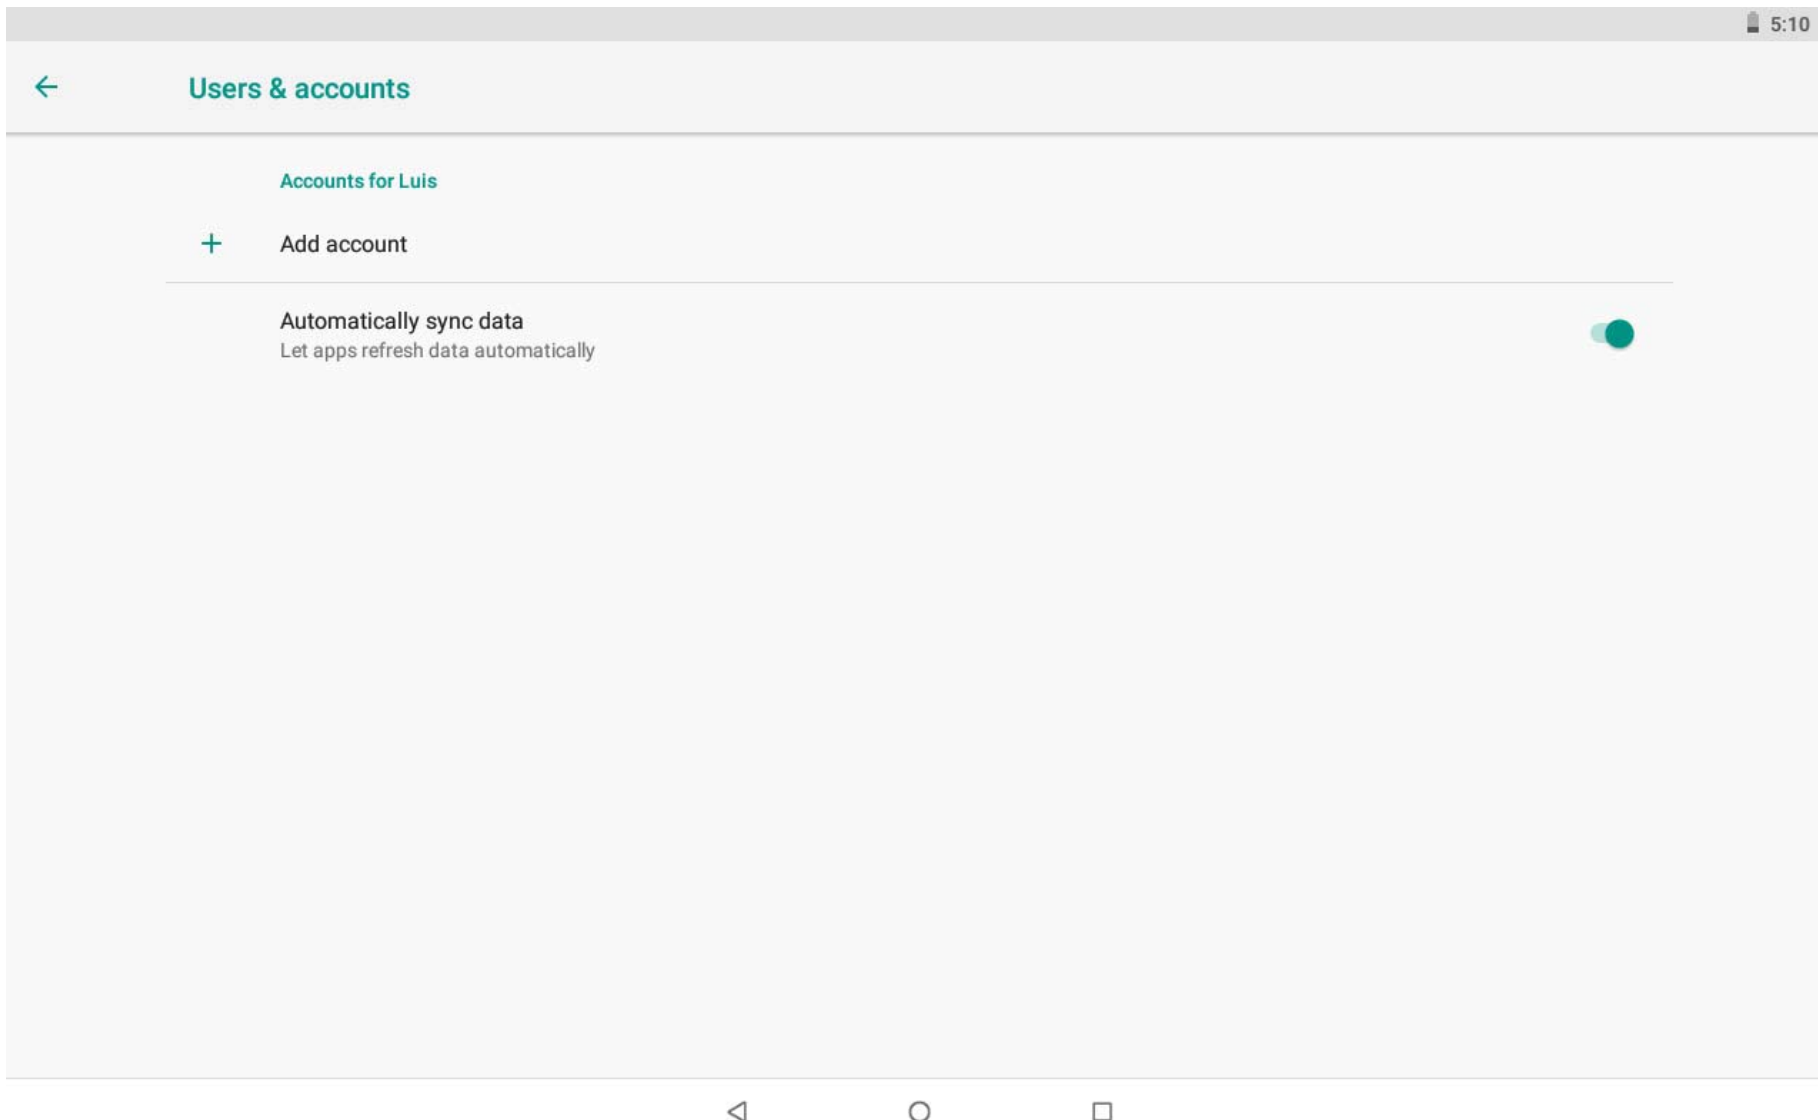 5:10
Users & accounts
Accounts for Luis
Add account
Automatically sync data
Let apps refresh data automatically